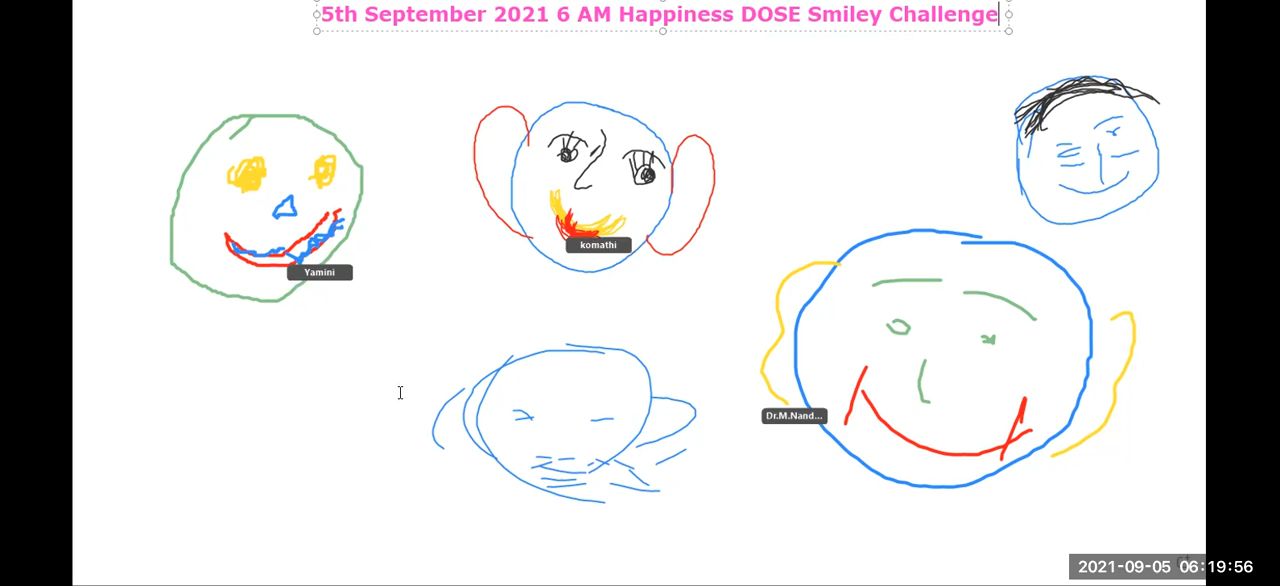 5th September 2021 6 AM Happiness DOSE Smiley Challenge
komathi
Yamini
Dr.M.Nand...
2021-09-05 06:19:56